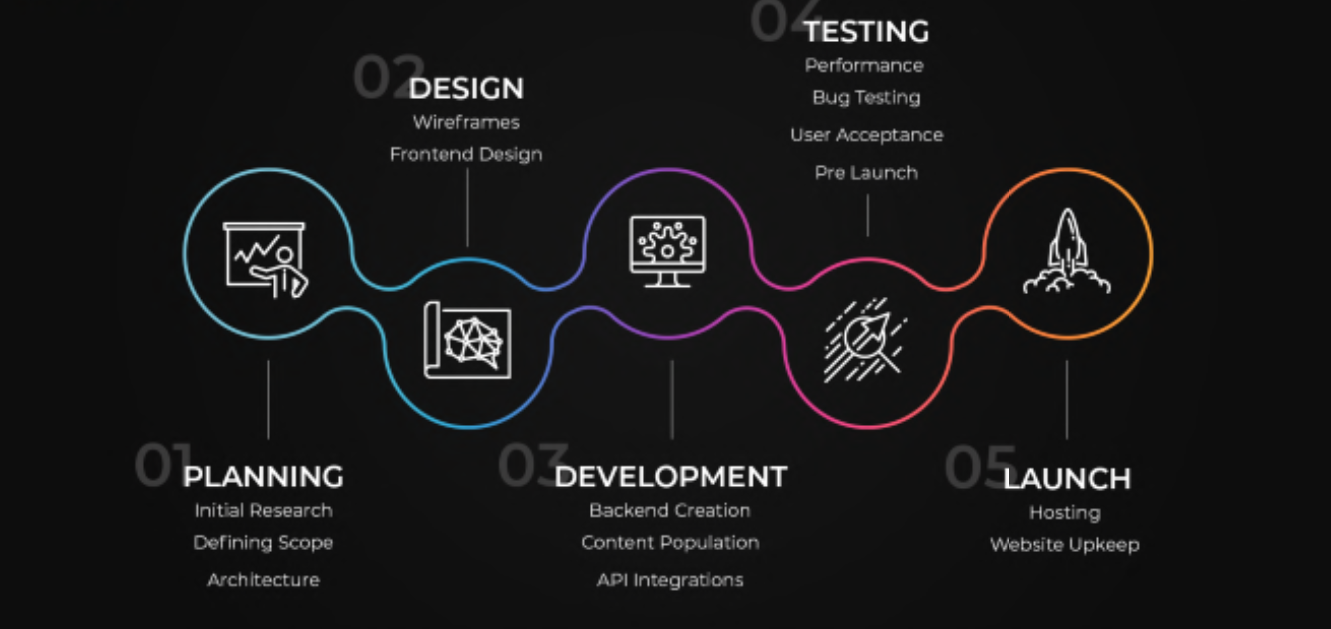 01
PLANNING
Initial Research
Defining Scope
Architecture
02
DESIGN
Wireframes
Frontend Design
03
DEVELOPMENT
Backend Creation
Content Population
API Integrations
04
TESTING
Performance
Bug Testing
User Acceptance
Pre Launch
05
LAUNCH
Hosting
Website Upkeep